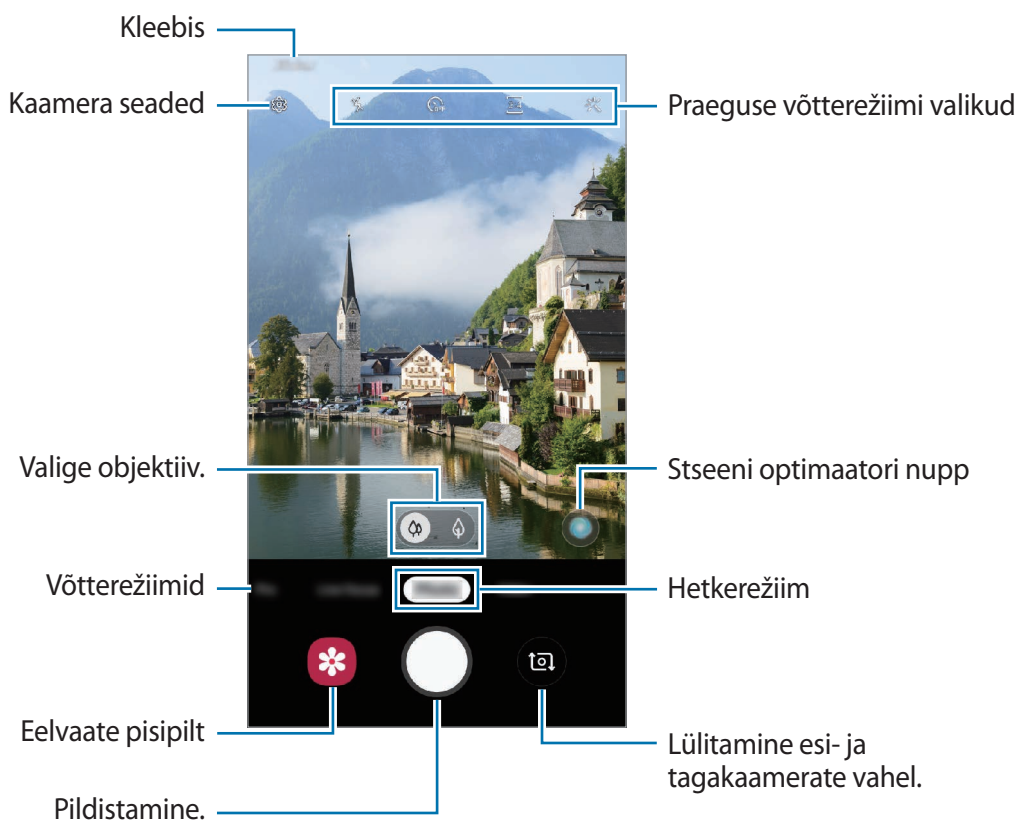 Kleebis
Kaamera seaded
Praeguse võtterežiimi valikud
Valige objektiiv.
Stseeni optimaatori nupp
Võtterežiimid
Hetkerežiim
Eelvaate pisipilt
Lülitamine esi- ja
tagakaamerate vahel.
Pildistamine.